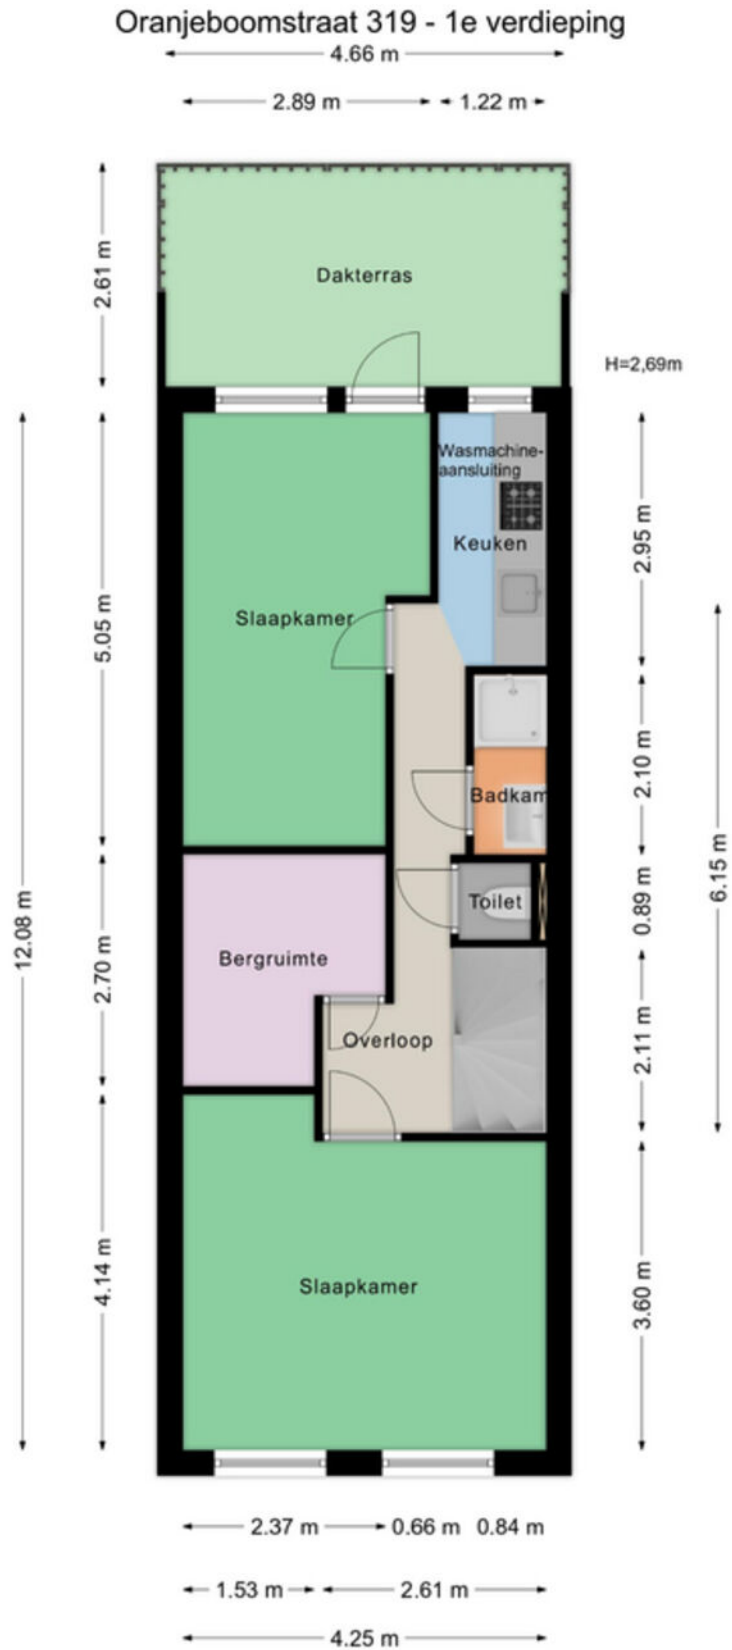 Oranjeboomstraat 319 - 1e verdieping
4.66 m
2.89 m
1.22 m
2.61 m
Dakterras
H=2,69m
Wasmachine-
aansluiting
Keuken
2.95 m
Slaapkamer
5.05 m
2.10 m
Badkam
6.15 m
12.08 m
Toilet
0.89 m
Bergruimte
2.70 m
Overloop
2.11 m
4.14 m
Slaapkamer
3.60 m
2.37 m
0.66 m
0.84 m
1.53 m
2.61 m
4.25 m